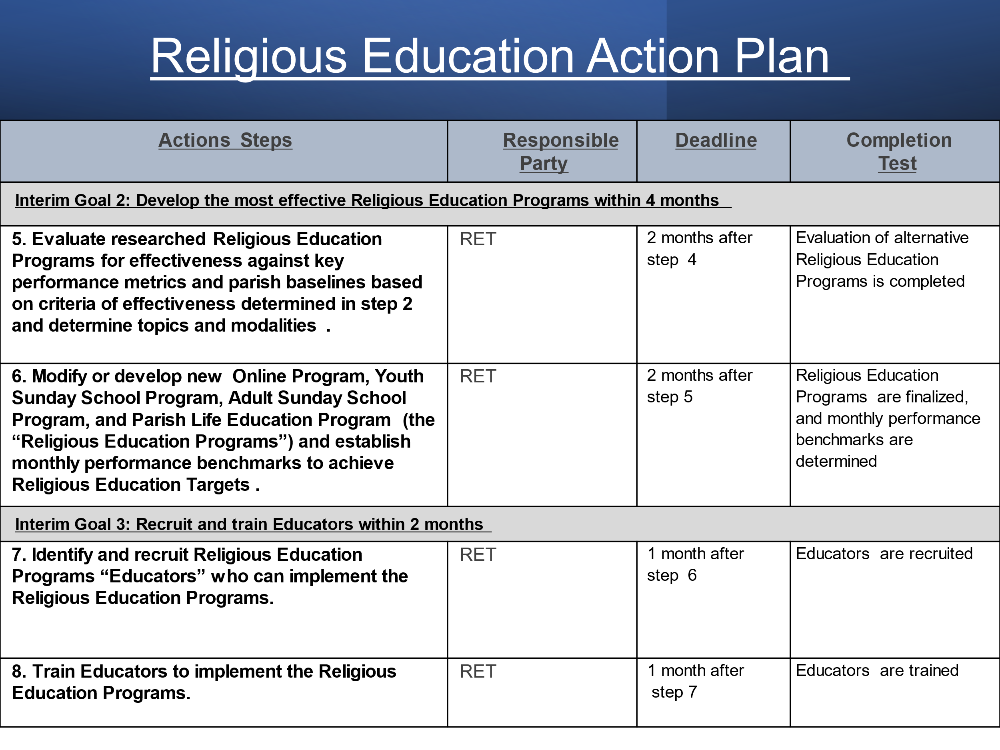 Religious Education Action Plan
Actions Steps
Responsible
Party
Deadline
Completion
Test
Interim Goal 2: Develop the most effective Religious Education Programs within 4 months
5. Evaluate researched Religious Education
Programs for effectiveness against key
performance metrics and parish baselines based
on criteria of effectiveness determined in step 2
and determine topics and modalities .
RET
2 months after
step 4
Evaluation of alternative
Religious Education
Programs is completed
6. Modify or develop new Online Program, Youth
Sunday School Program, Adult Sunday School
Program, and Parish Life Education Program (the
“Religious Education Programs”) and establish
monthly performance benchmarks to achieve
Religious Education Targets .
RET
2 months after
step 5
Religious Education
Programs are finalized,
and monthly performance
benchmarks are
determined
Interim Goal 3: Recruit and train Educators within 2 months
7. Identify and recruit Religious Education
Programs “Educators” who can implement the
Religious Education Programs.
RET
1 month after
step 6
Educators are recruited
8. Train Educators to implement the Religious
Education Programs.
RET
1 month after
step 7
Educators are trained